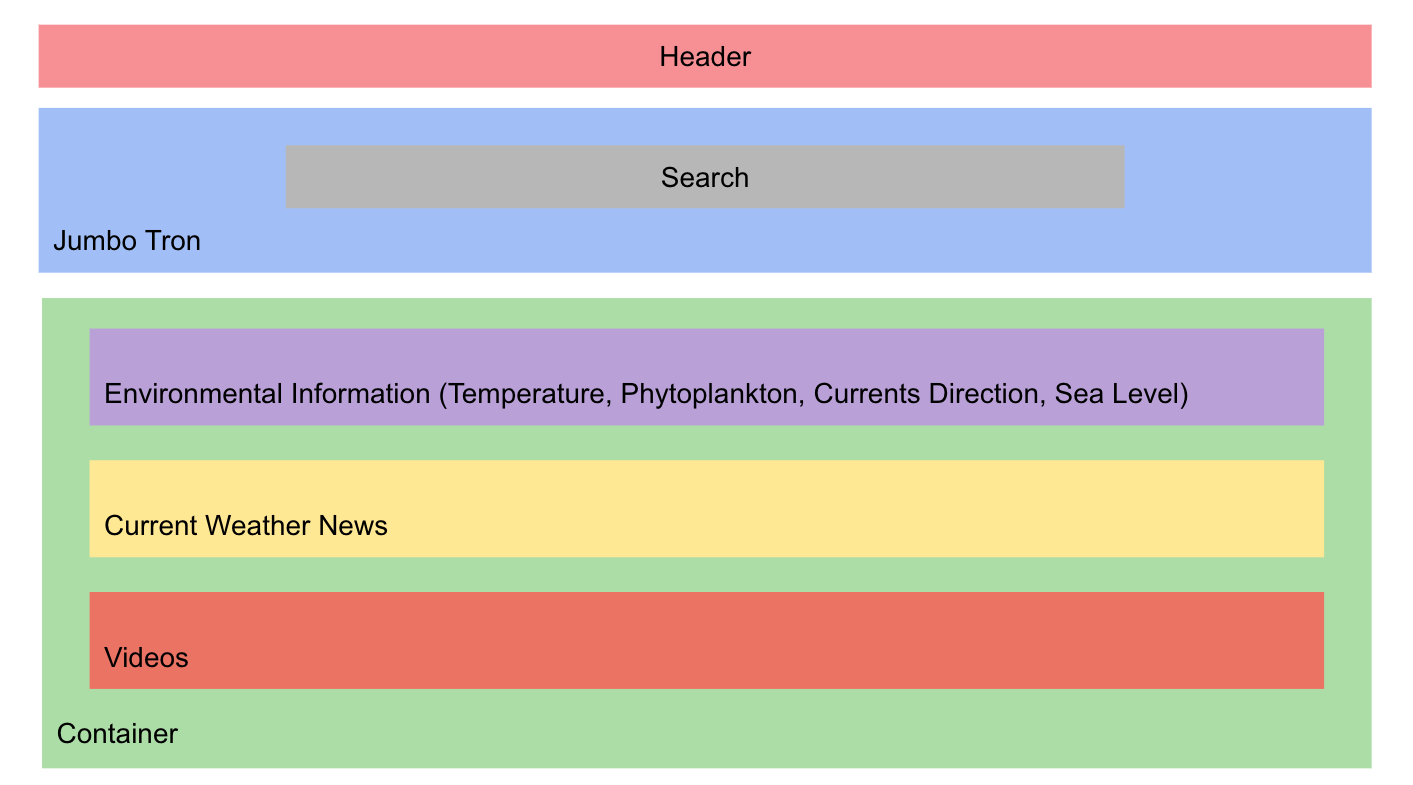 Header
Search
Jumbo Tron
Environmental Information (Temperature, Phytoplankton, Currents Direction, Sea Level)
Current Weather News
Videos
Container